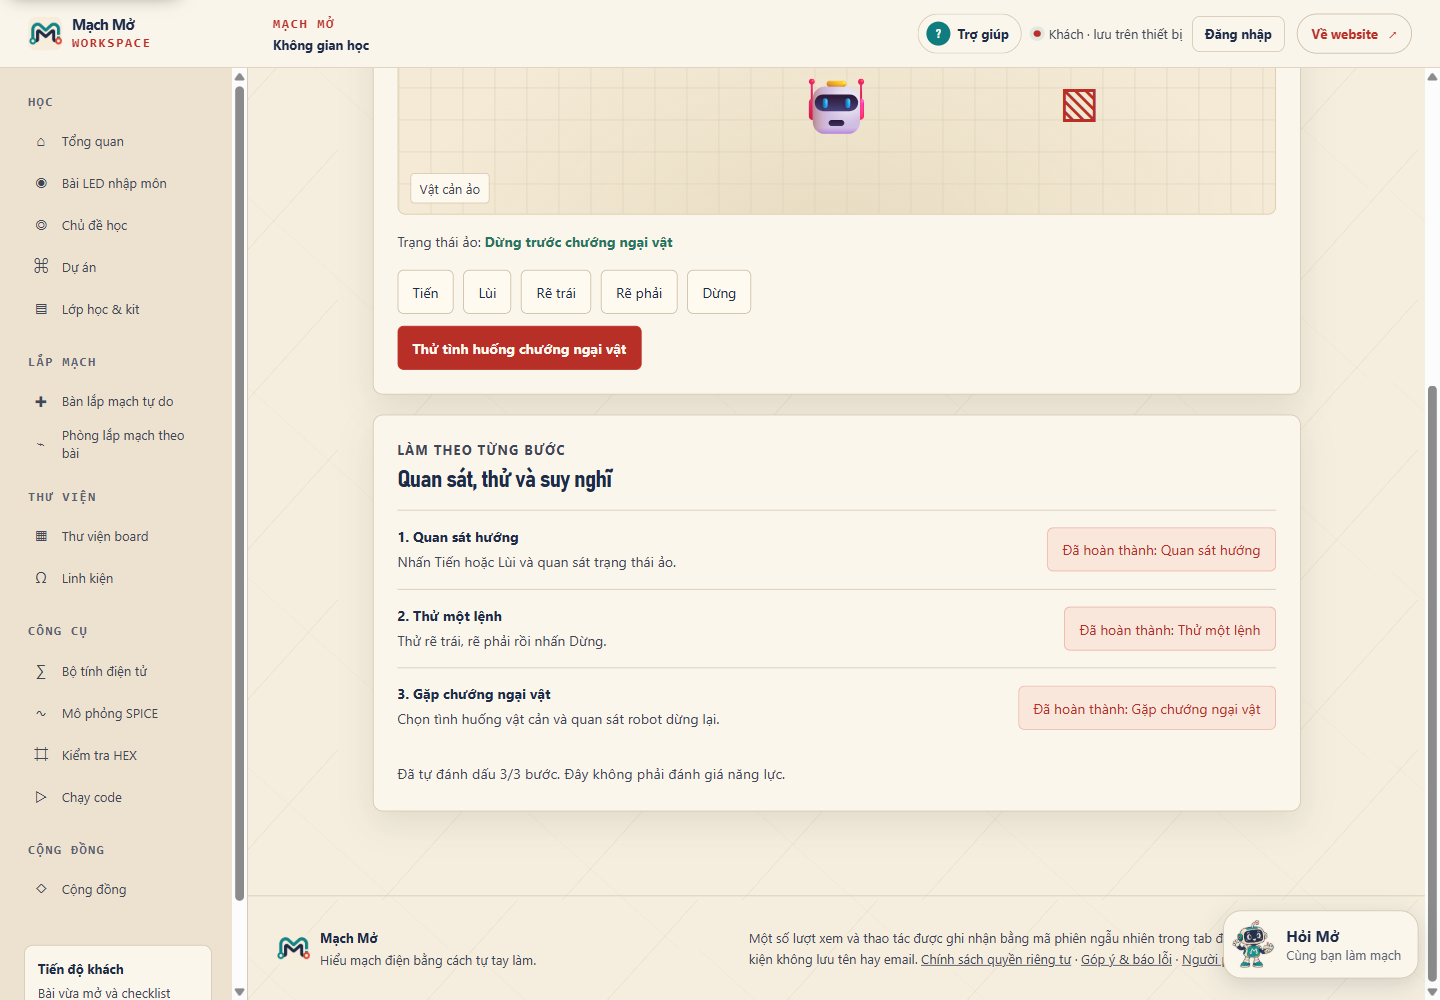 Mạch Mở
WORKSPACE
MẠCH MỞ
Không gian học
? Trợ giúp
Khách · lưu trên thiết bị
Đăng nhập
Về website ↗
HỌC
Tổng quan
Bài LED nhập môn
Chủ đề học
Dự án
Lớp học & kit
LẮP MẠCH
Bàn lắp mạch tự do
Phòng lắp mạch theo
bài
THƯ VIỆN
Thư viện board
Linh kiện
CÔNG CỤ
Bộ tính điện tử
Mô phỏng SPICE
Kiểm tra HEX
Chạy code
CỘNG ĐỒNG
Cộng đồng
Tiến độ khách
Bài vừa mở và checklist
Vật cản ảo
Trạng thái ảo: Dừng trước chướng ngại vật
Tiến
Lùi
Rẽ trái
Rẽ phải
Dừng
Thử tình huống chướng ngại vật
LÀM THEO TỪNG BƯỚC
Quan sát, thử và suy nghĩ
1. Quan sát hướng
Nhấn Tiến hoặc Lùi và quan sát trạng thái ảo.
Đã hoàn thành: Quan sát hướng
2. Thử một lệnh
Thử rẽ trái, rẽ phải rồi nhấn Dừng.
Đã hoàn thành: Thử một lệnh
3. Gặp chướng ngại vật
Chọn tình huống vật cản và quan sát robot dừng lại.
Đã hoàn thành: Gặp chướng ngại vật
Đã tự đánh dấu 3/3 bước. Đây không phải đánh giá năng lực.
Mạch Mở
Hiểu mạch điện bằng cách tự tay làm.
Một số lượt xem và thao tác được ghi nhận bằng mã phiên ngẫu nhiên trong tab
kiện không lưu tên hay email. Chính sách quyền riêng tư · Góp ý & báo lỗi · Người
Hỏi Mở
Cùng bạn làm mạch